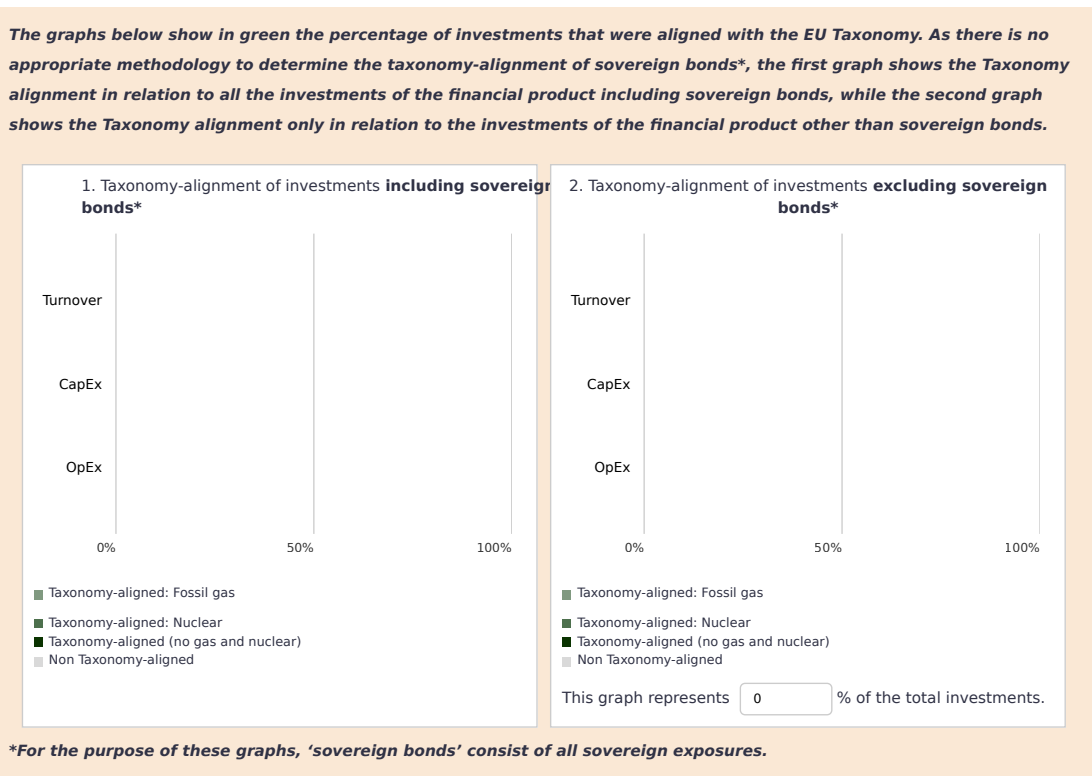 The graphs below show in green the percentage of investments that were aligned with the EU Taxonomy. As there is no
appropriate methodology to determine the taxonomy-alignment of sovereign bonds*, the first graph shows the Taxonomy
alignment in relation to all the investments of the financial product including sovereign bonds, while the second graph
shows the Taxonomy alignment only in relation to the investments of the financial product other than sovereign bonds.
1. Taxonomy-alignment of investments including sovereign
bonds*
Turnover
CapEx
OpEx
0% 50% 100%
Taxonomy-aligned: Fossil gas
Taxonomy-aligned: Nuclear
Taxonomy-aligned (no gas and nuclear)
Non Taxonomy-aligned
2. Taxonomy-alignment of investments excluding sovereign
bonds*
Turnover
CapEx
OpEx
0% 50% 100%
Taxonomy-aligned: Fossil gas
Taxonomy-aligned: Nuclear
Taxonomy-aligned (no gas and nuclear)
Non Taxonomy-aligned
This graph represents 0 % of the total investments.
*For the purpose of these graphs, ‘sovereign bonds’ consist of all sovereign exposures.